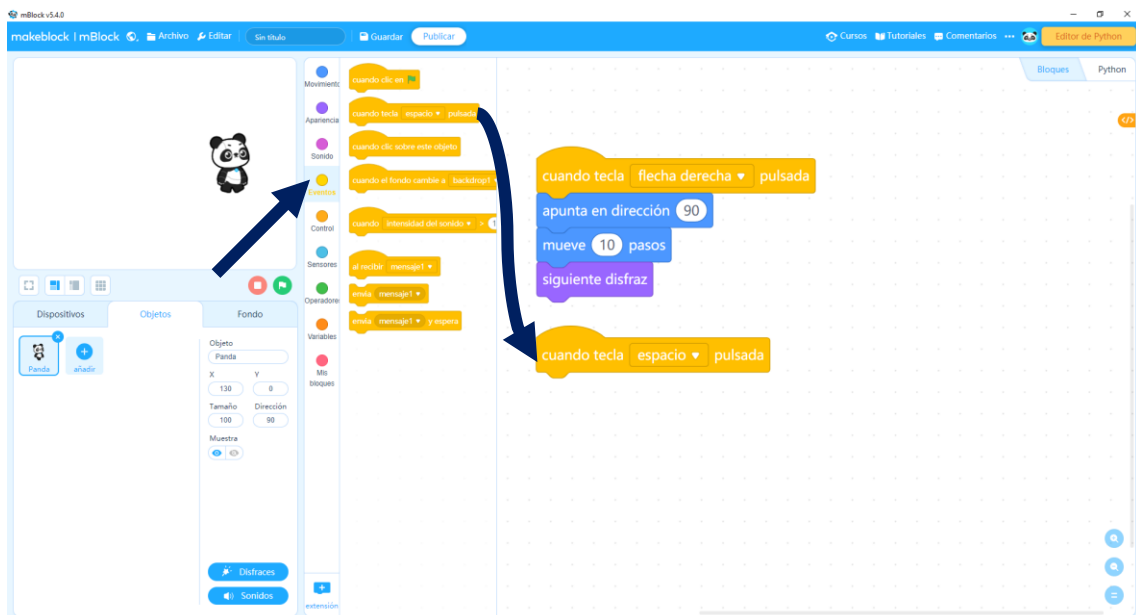 mBlock v5.4.0
makeblock | mBlock Archivo Editar Sin título Guardar Publicar Cursos Tutoriales Comentarios Editor de Python
Bloques Python
Movimiento
Apariencia
Sonido
Eventos
Control
Sensores
Operadores
Variables
Mis
bloques
extensión
cuando clic en
cuando tecla espacio pulsada
cuando clic sobre este objeto
cuando el fondo cambie a backdrop1
cuando intensidad del sonido > 1
al recibir mensaje1
envía mensaje1
envía mensaje1 y espera
cuando tecla flecha derecha pulsada
apunta en dirección 90
mueve 10 pasos
siguiente disfraz
cuando tecla espacio pulsada
Dispositivos Objetos Fondo
Panda
añadir
Objeto
Panda
X Y
130 0
Tamaño Dirección
100 90
Muestra
Disfraces
Sonidos